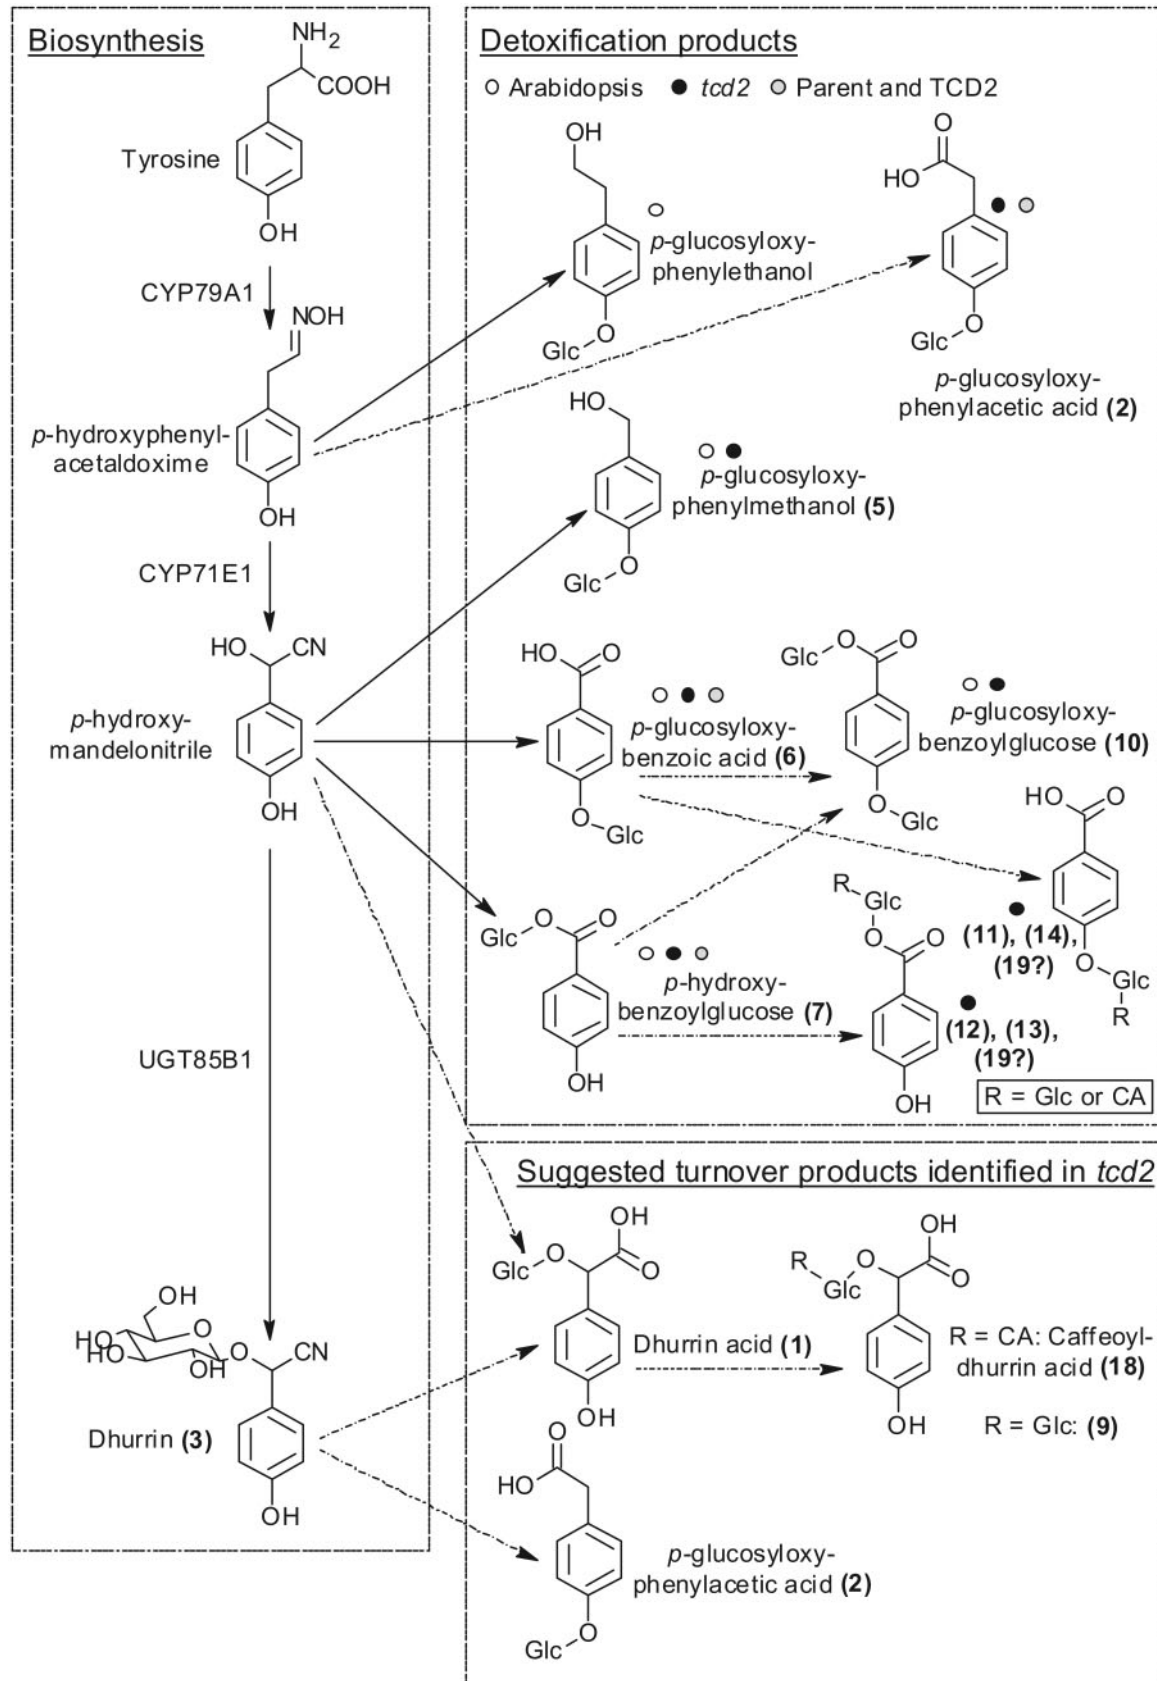 Biosynthesis
NH2
COOH
Tyrosine
OH
CYP79A1
NOH
p-hydroxyphenyl-
acetaldoxime
OH
CYP71E1
HO
CN
p-hydroxy-
mandelonitrile
OH
UGT85B1
OH
HO
HO
O
OH
O
CN
Dhurrin (3)
OH
Detoxification products
Arabidopsis
tcd2
Parent and TCD2
OH
p-glucosyloxy-
phenylethanol
O
Glc
O
HO
O
Glc
p-glucosyloxy-
phenylacetic acid (2)
HO
p-glucosyloxy-
phenylmethanol (5)
O
Glc
HO
O
p-glucosyloxy-
benzoic acid (6)
O
Glc
O
O
Glc
p-glucosyloxy-
benzoylglucose (10)
O
Glc
HO
O
(11), (14),
(19?)
O
Glc
R
O
O
Glc
p-hydroxy-
benzoylglucose (7)
OH
R
Glc
O
O
(12), (13),
(19?)
OH
R = Glc or CA
Suggested turnover products identified in tcd2
OH
O
Glc
O
Dhurrin acid (1)
OH
OH
R
O
Glc
O
R = CA: Caffeoyl-
dhurrin acid (18)
OH
R = Glc: (9)
O
HO
p-glucosyloxy-
phenylacetic acid (2)
O
Glc